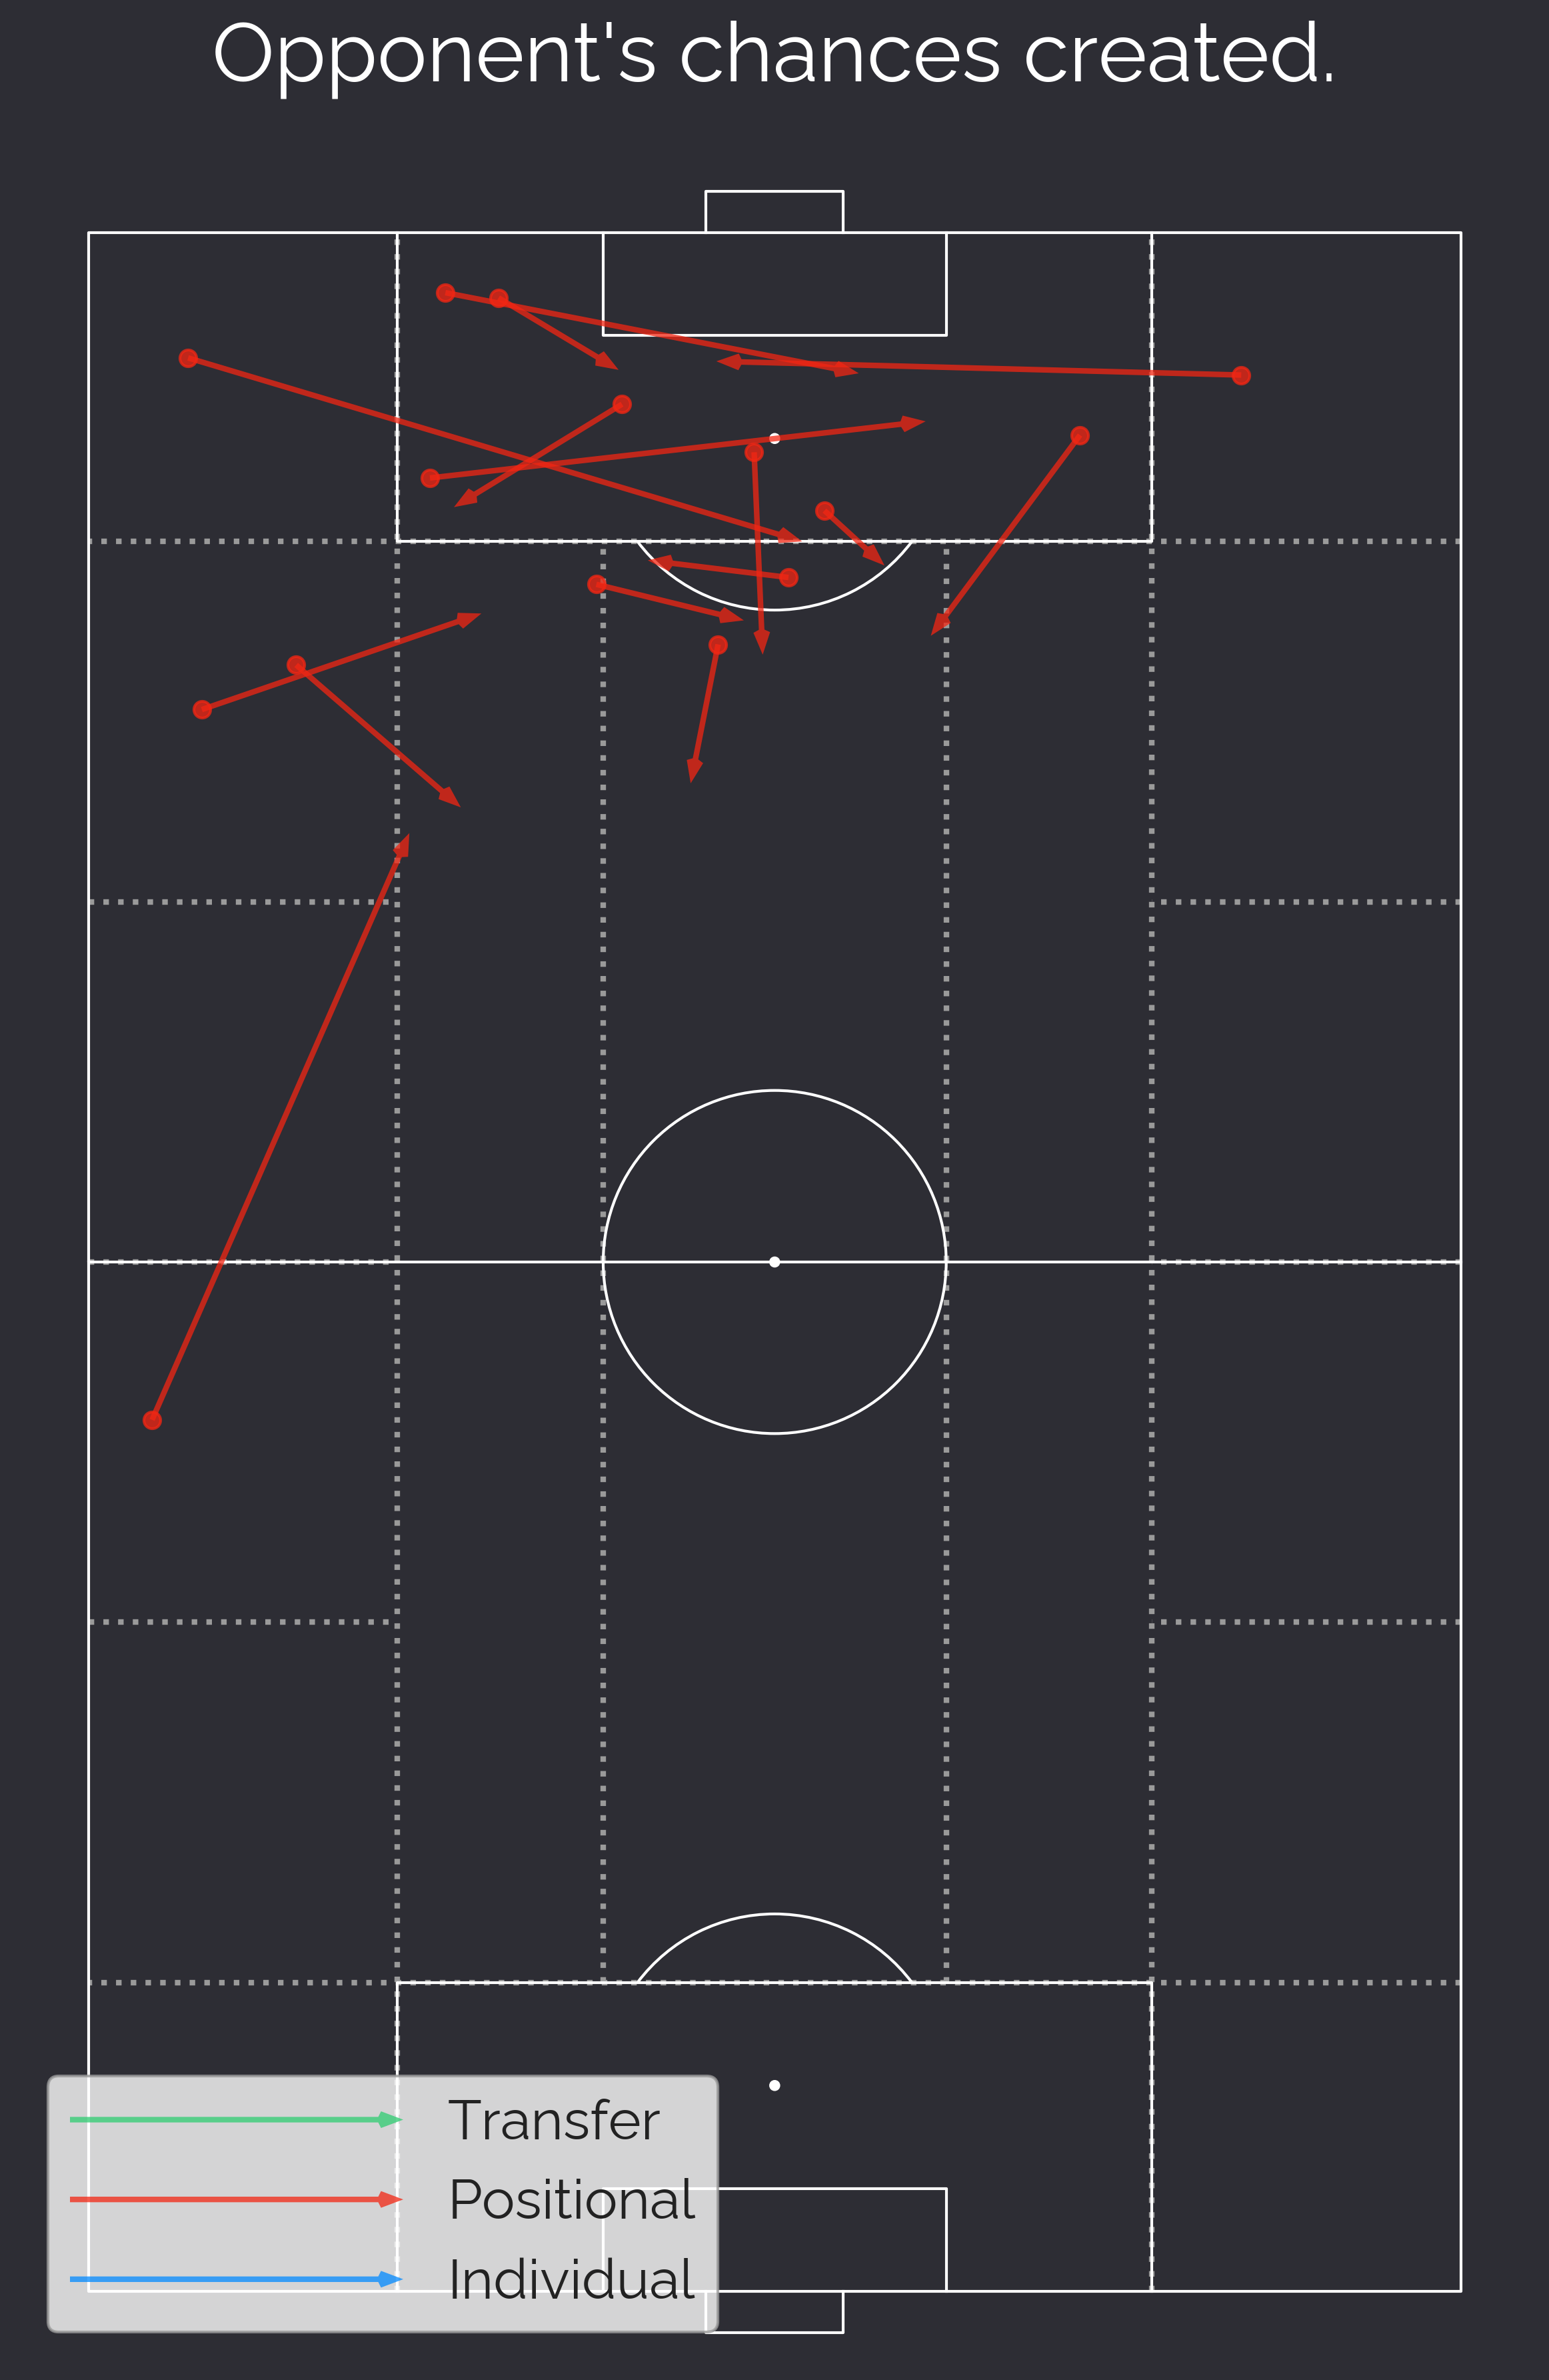 Opponent's chances created.
Transfer
Positional
Individual